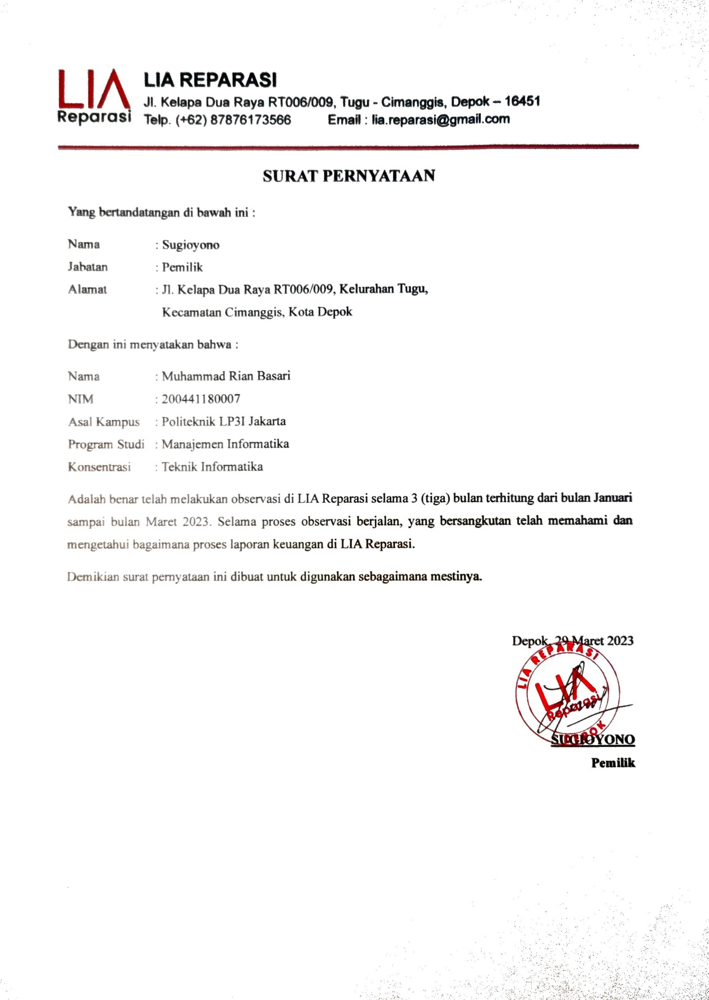 LIA
Reparasi
LIA REPARASI
Jl. Kelapa Dua Raya RT006/009, Tugu - Cimanggis, Depok – 16451
Telp. (+62) 87876173566 Email : lia.reparasi@gmail.com
SURAT PERNYATAAN
Yang bertandatangan di bawah ini :
Nama : Sugioyono
Jabatan : Pemilik
Alamat : Jl. Kelapa Dua Raya RT006/009, Kelurahan Tugu,
Kecamatan Cimanggis, Kota Depok
Dengan ini menyatakan bahwa :
Nama : Muhammad Rian Basari
NIM : 200441180007
Asal Kampus : Politeknik LP3I Jakarta
Program Studi : Manajemen Informatika
Konsentrasi : Teknik Informatika
Adalah benar telah melakukan observasi di LIA Reparasi selama 3 (tiga) bulan terhitung dari bulan Januari
sampai bulan Maret 2023. Selama proses observasi berjalan, yang bersangkutan telah memahami dan
mengetahui bagaimana proses laporan keuangan di LIA Reparasi.
Demikian surat pernyataan ini dibuat untuk digunakan sebagaimana mestinya.
Depok, 29 Maret 2023
LIA REPARASI
LIA
Reparasi
DEPOK
SUGIOYONO
Pemilik